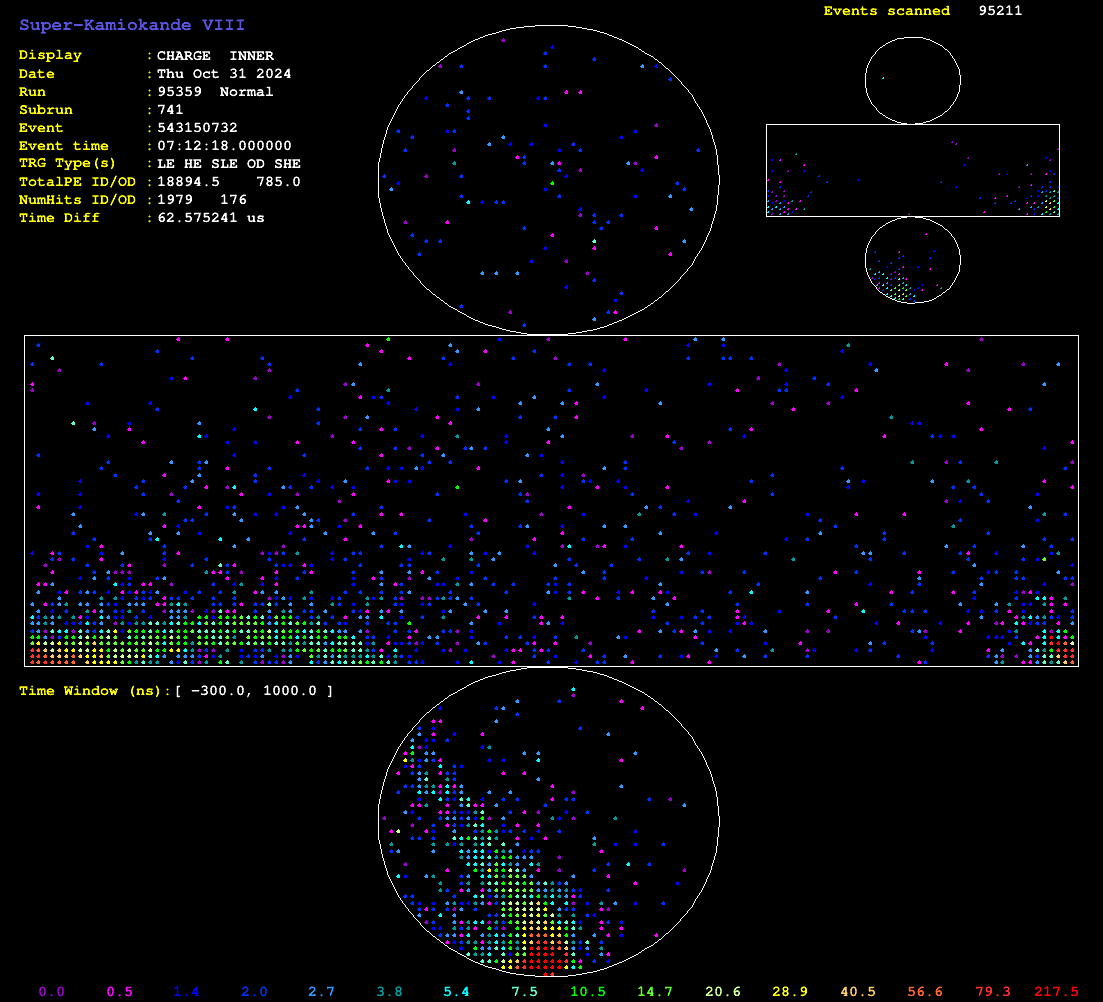 Super-Kamiokande VIII
Events scanned 95211
Display : CHARGE INNER
Date : Thu Oct 31 2024
Run : 95359 Normal
Subrun : 741
Event : 543150732
Event time : 07:12:18.000000
TRG Type(s) : LE HE SLE OD SHE
TotalPE ID/OD : 18894.5 785.0
NumHits ID/OD : 1979 176
Time Diff : 62.575241 us
Time Window (ns):[ -300.0, 1000.0 ]
0.0 0.5 1.4 2.0 2.7 3.8 5.4 7.5 10.5 14.7 20.6 28.9 40.5 56.6 79.3 217.5